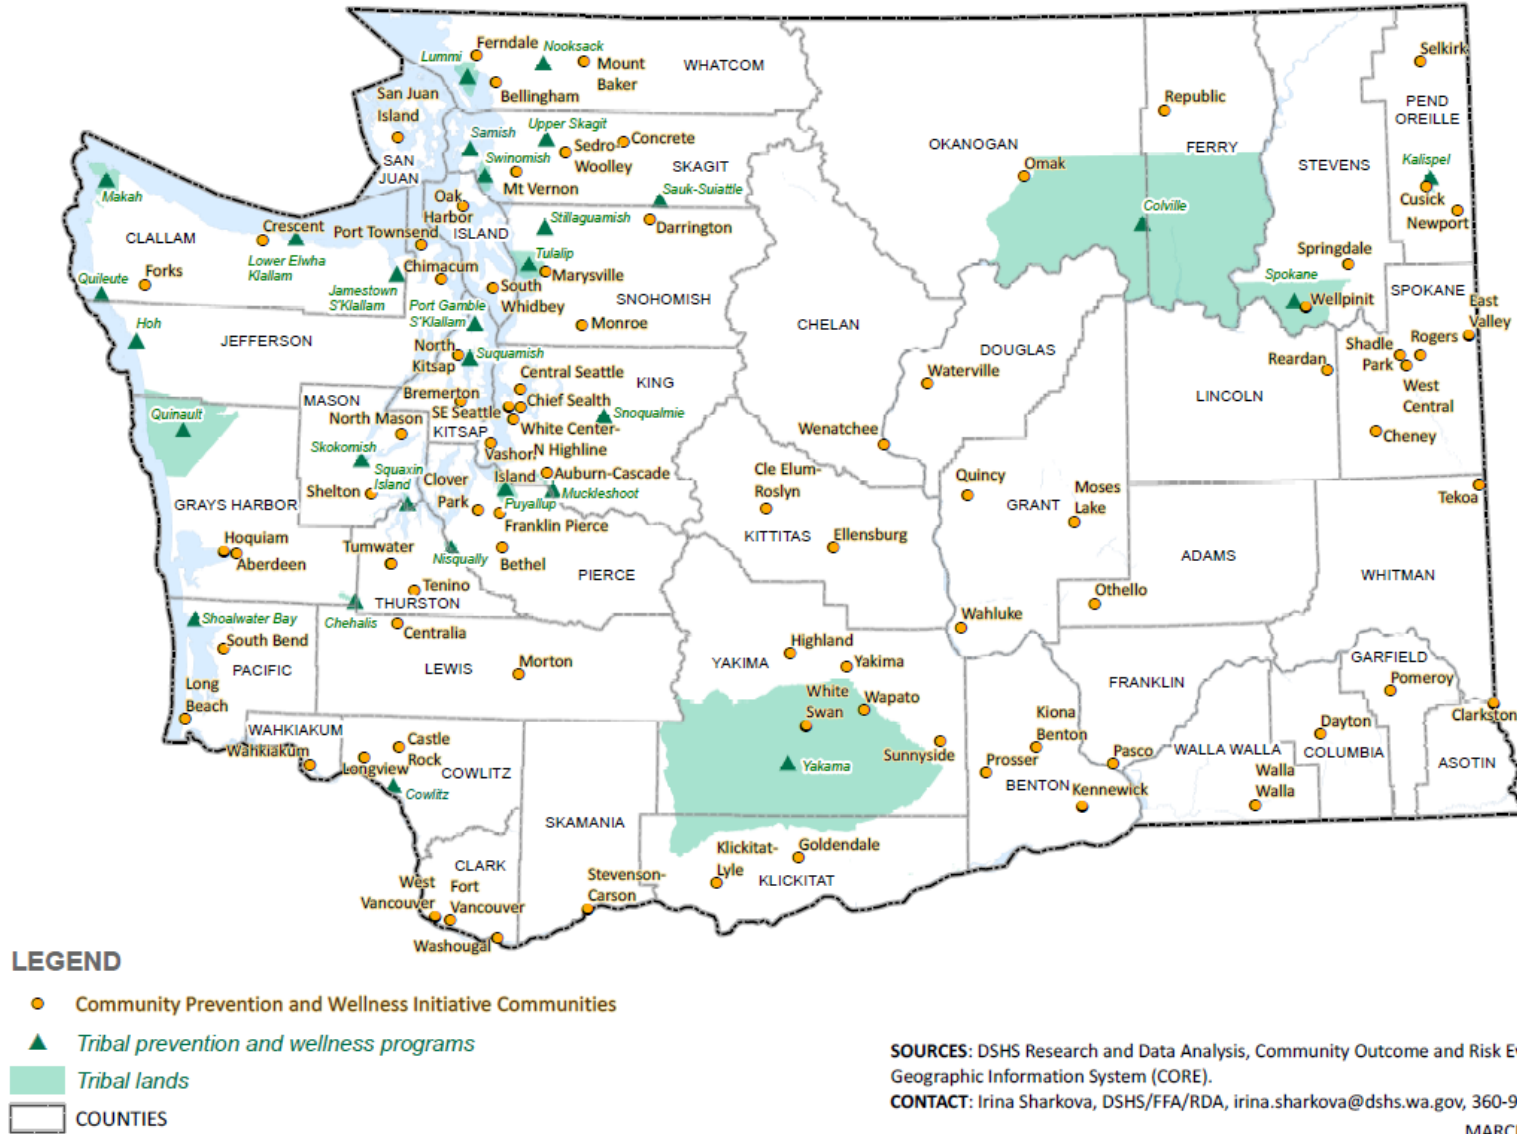 Ferndale
Nooksack
Lummi
Mount
Baker
WHATCOM
Bellingham
San Juan
Island
SAN
JUAN
Samish
Upper Skagit
Concrete
Sedro-
Woolley
SKAGIT
Swinomish
Mt Vernon
Sauk-Suiattle
OKANOGAN
Omak
Republic
FERRY
STEVENS
Selkirk
PEND
OREILLE
Kalispel
Cusick
Newport
Makah
CLALLAM
Crescent
Lower Elwha
Klallam
Forks
Quileute
Port Townsend
Oak
Harbor
ISLAND
Stillaguamish
Darrington
Tulalip
Marysville
Chimacum
Jamestown
S'Klallam
South
Whidbey
SNOHOMISH
Monroe
Port Gamble
S'Klallam
Colville
Springdale
Spokane
Wellpinit
SPOKANE
East
Valley
Hoh
JEFFERSON
North
Kitsap
Suquamish
CHELAN
DOUGLAS
Waterville
Reardan
LINCOLN
Shadle
Park
Rogers
West
Central
Cheney
Central Seattle
KING
Chief Sealth
Snoqualmie
Bremerton
SE Seattle
KITSAP
White Center-
N Highline
MASON
North Mason
Quinault
Skokomish
Squaxin
Island
Shelton
GRAYS HARBOR
Vashon
Island
Auburn-Cascade
Muckleshoot
Clover
Park
Puyallup
Franklin Pierce
Wenatchee
Cle Elum-
Roslyn
KITTITAS
Ellensburg
Quincy
GRANT
Moses
Lake
Tekoa
ADAMS
WHITMAN
Hoquiam
Aberdeen
Tumwater
Nisqually
Bethel
PIERCE
Tenino
THURSTON
Chehalis
Othello
Wahluke
Shoalwater Bay
South Bend
PACIFIC
Long
Beach
Centralia
LEWIS
Morton
Highland
YAKIMA
Yakima
White
Swan
Wapato
Yakama
Sunnyside
FRANKLIN
GARFIELD
Pomeroy
Clarkston
Kiona
Benton
Prosser
BENTON
Pasco
Kennewick
WALLA WALLA
Walla
Walla
Dayton
COLUMBIA
ASOTIN
WAHKIAKUM
Wahkiakum
Castle
Rock
Longview
COWLITZ
Cowlitz
SKAMANIA
CLARK
West
Vancouver
Fort
Vancouver
Washougal
Stevenson-
Carson
Klickitat-
Lyle
Goldendale
KLICKITAT
LEGEND
Community Prevention and Wellness Initiative Communities
Tribal prevention and wellness programs
Tribal lands
COUNTIES
SOURCES: DSHS Research and Data Analysis, Community Outcome and Risk Ev
Geographic Information System (CORE).
CONTACT: Irina Sharkova, DSHS/FFA/RDA, irina.sharkova@dshs.wa.gov, 360-9
MARC